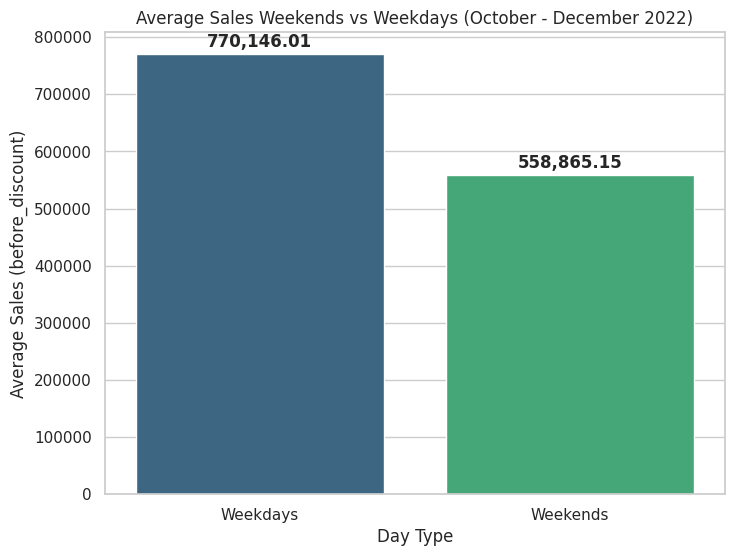 Average Sales Weekends vs Weekdays (October - December 2022)
800000
700000
600000
500000
400000
300000
200000
100000
0
Average Sales (before_discount)
770,146.01
558,865.15
Weekdays
Weekends
Day Type